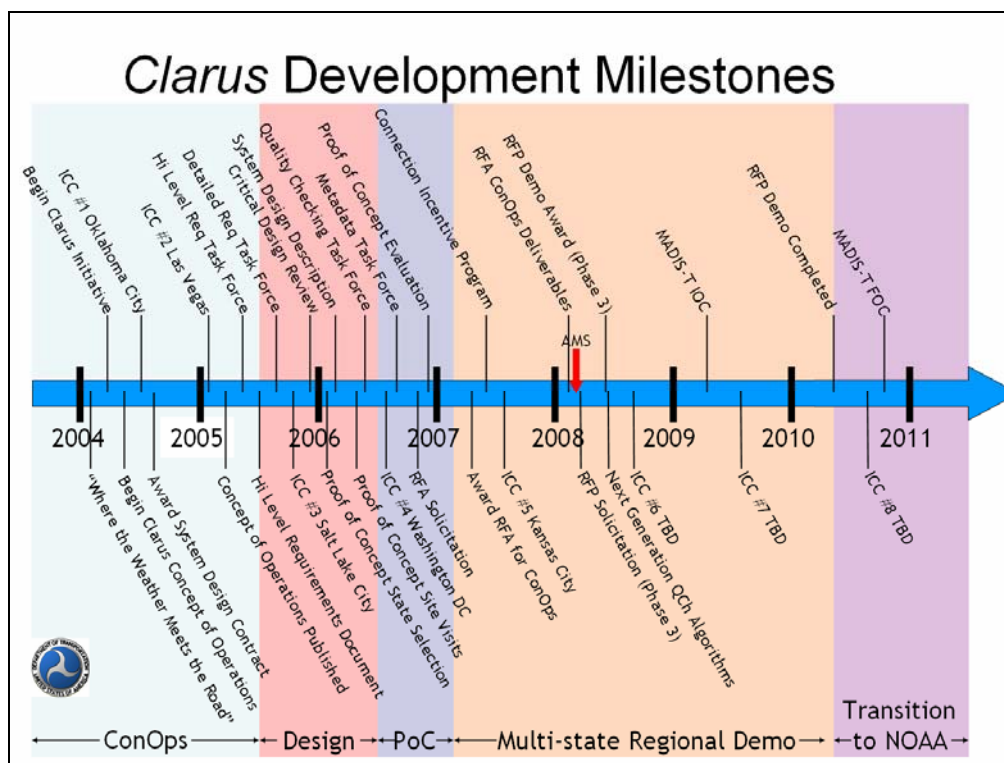 Clarus Development Milestones
Begin Clarus Initiative
ICC #1 Oklahoma City
ICC #2 Las Vegas
Hi Level Req Task Force
Detailed Req Task Force
Critical Design Review
System Design Description
Quality Checking Task Force
Metadata Task Force
Proof of Concept Evaluation
Connection Incentive Program
RFA ConOps Deliverables
RFP Demo Award (Phase 3)
MADIS-T IOC
RFP Demo Completed
MADIS-T FOC
AMS
2004
2005
2006
2007
2008
2009
2010
2011
“Where the Weather Meets the Road”
Begin Clarus Concept of Operations
Award System Design Contract
Concept of Operations Published
Hi Level Requirements Document
ICC #3 Salt Lake City
Proof of Concept State Selection
Proof of Concept Site Visits
ICC #4 Washington DC
RFA Solicitation
Award RFA for ConOps
ICC #5 Kansas City
RFP Solicitation (Phase 3)
Next Generation QCh Algorithms
ICC #6 TBD
ICC #7 TBD
ICC #8 TBD
DEPARTMENT OF TRANSPORTATION
UNITED STATES OF AMERICA
ConOps
Design
PoC
Multi-state Regional Demo
Transition
to NOAA